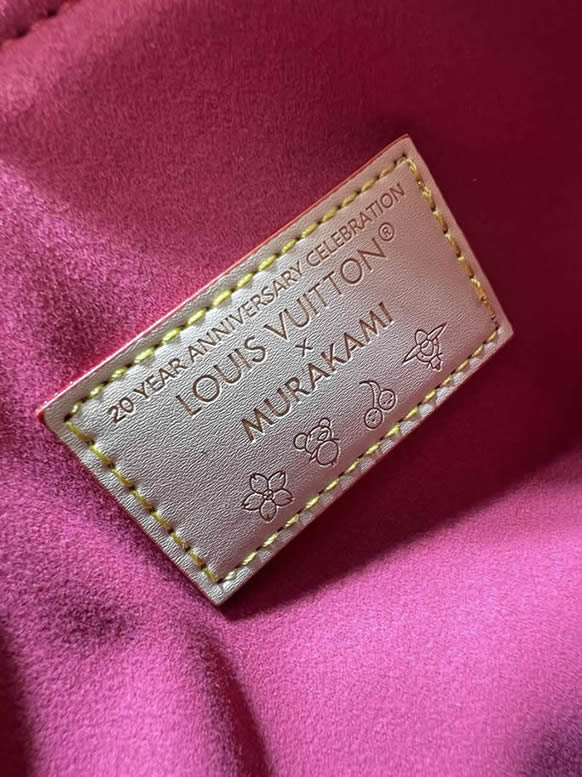 20 YEAR ANNIVERSARY CELEBRATION
LOUIS VUITTON®
×
MURAKAMI